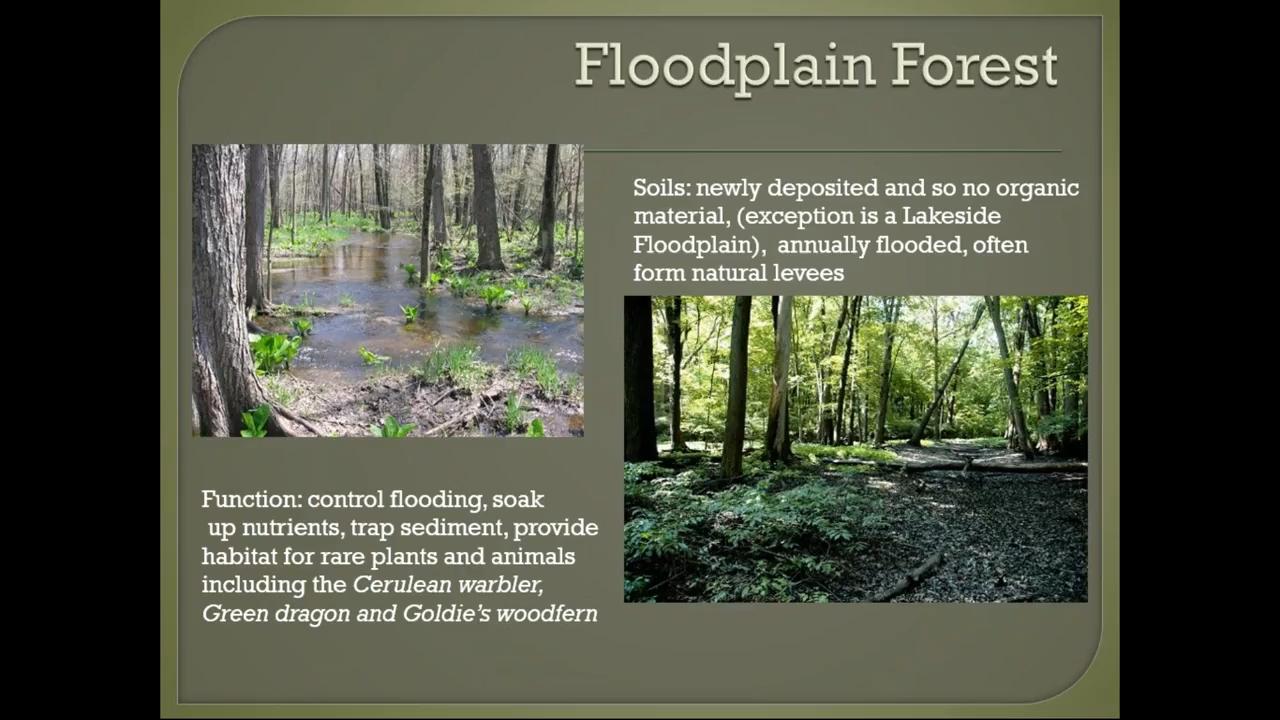 Floodplain Forest
Soils: newly deposited and so no organic
material, (exception is a Lakeside
Floodplain), annually flooded, often
form natural levees
Function: control flooding, soak
up nutrients, trap sediment, provide
habitat for rare plants and animals
including the Cerulean warbler,
Green dragon and Goldie's woodfern